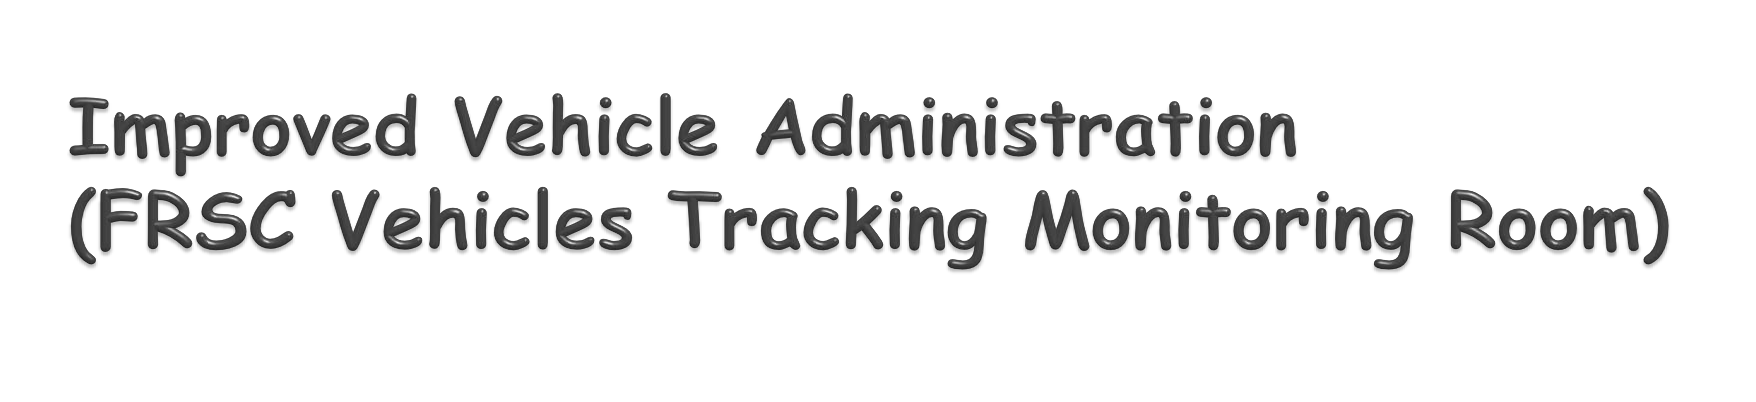 Improved Vehicle Administration
(FRSC Vehicles Tracking Monitoring Room)